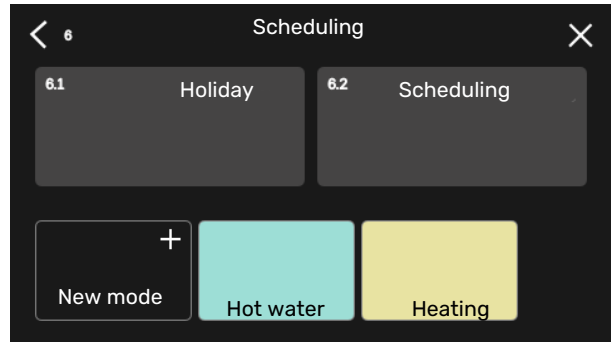 6 Scheduling
6.1 Holiday 6.2 Scheduling
New mode Hot water Heating